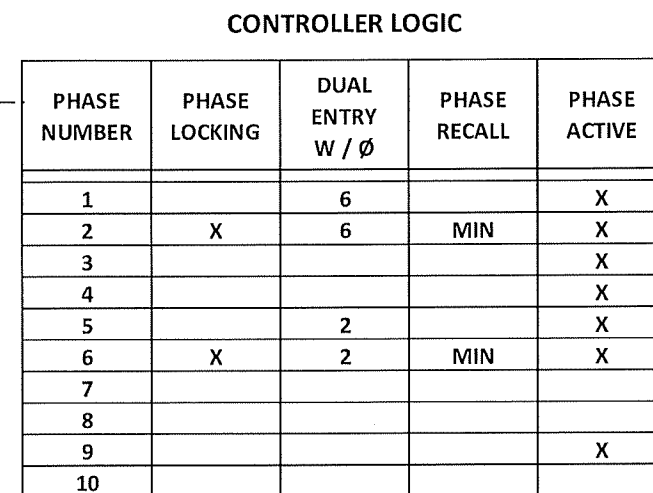 CONTROLLER LOGIC
PHASE NUMBER PHASE LOCKING DUAL ENTRY W / Ø PHASE RECALL PHASE ACTIVE
1 6 X
2 X 6 MIN X
3 X
4 X
5 2 X
6 X 2 MIN X
7
8
9 X
10